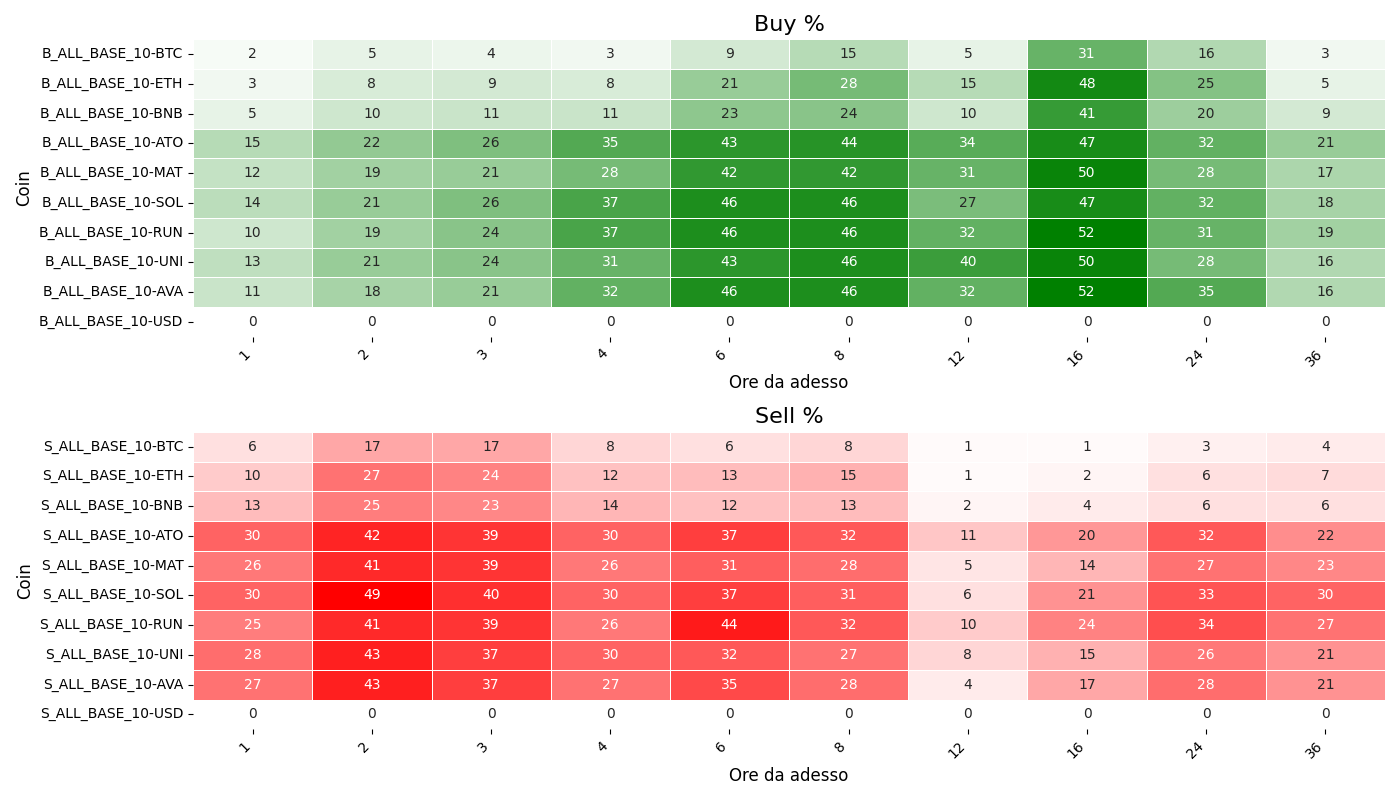 Buy %
Coin
B_ALL_BASE_10-BTC 2 5 4 3 9 15 5 31 16 3
B_ALL_BASE_10-ETH 3 8 9 8 21 28 15 48 25 5
B_ALL_BASE_10-BNB 5 10 11 11 23 24 10 41 20 9
B_ALL_BASE_10-ATO 15 22 26 35 43 44 34 47 32 21
B_ALL_BASE_10-MAT 12 19 21 28 42 42 31 50 28 17
B_ALL_BASE_10-SOL 14 21 26 37 46 46 27 47 32 18
B_ALL_BASE_10-RUN 10 19 24 37 46 46 32 52 31 19
B_ALL_BASE_10-UNI 13 21 24 31 43 46 40 50 28 16
B_ALL_BASE_10-AVA 11 18 21 32 46 46 32 52 35 16
B_ALL_BASE_10-USD 0 0 0 0 0 0 0 0 0 0
1 2 3 4 6 8 12 16 24 36
Ore da adesso
Sell %
Coin
S_ALL_BASE_10-BTC 6 17 17 8 6 8 1 1 3 4
S_ALL_BASE_10-ETH 10 27 24 12 13 15 1 2 6 7
S_ALL_BASE_10-BNB 13 25 23 14 12 13 2 4 6 6
S_ALL_BASE_10-ATO 30 42 39 30 37 32 11 20 32 22
S_ALL_BASE_10-MAT 26 41 39 26 31 28 5 14 27 23
S_ALL_BASE_10-SOL 30 49 40 30 37 31 6 21 33 30
S_ALL_BASE_10-RUN 25 41 39 26 44 32 10 24 34 27
S_ALL_BASE_10-UNI 28 43 37 30 32 27 8 15 26 21
S_ALL_BASE_10-AVA 27 43 37 27 35 28 4 17 28 21
S_ALL_BASE_10-USD 0 0 0 0 0 0 0 0 0 0
1 2 3 4 6 8 12 16 24 36
Ore da adesso